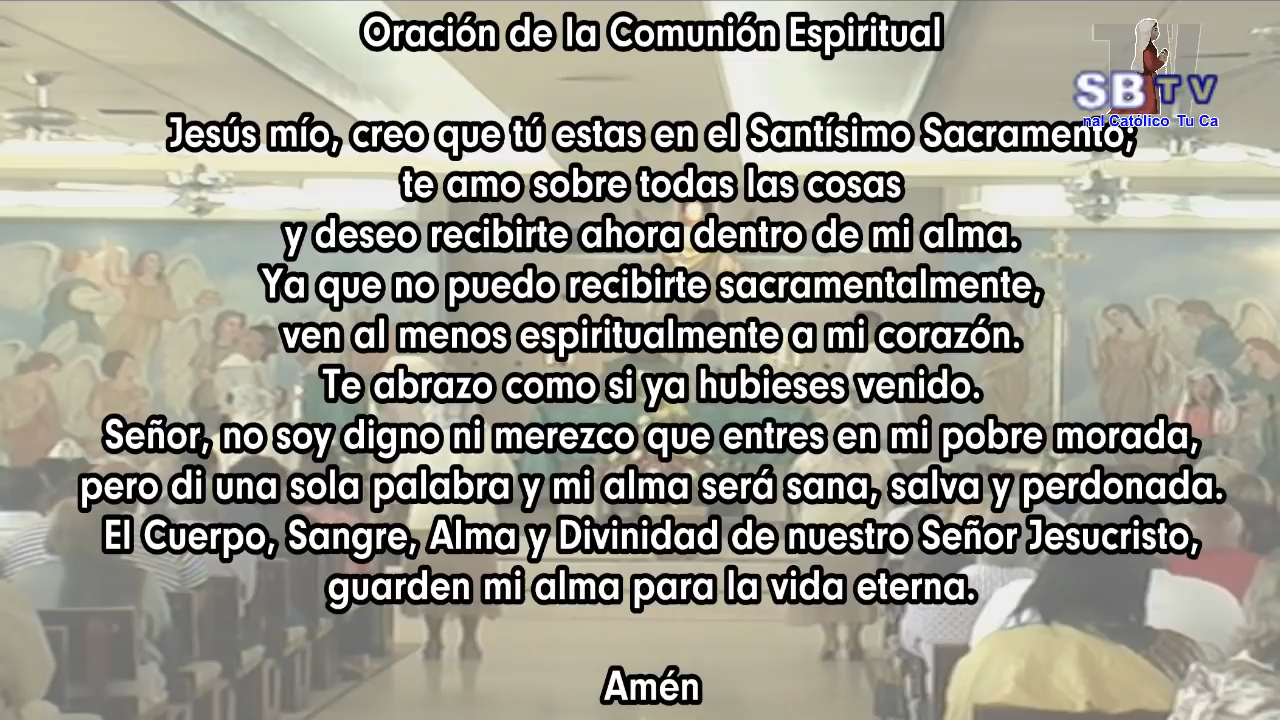 Oración de la Comunión Espiritual
SBTV
nal Católico Tu Ca
Jesús mío, creo que tú estas en el Santísimo Sacramento;
te amo sobre todas las cosas
y deseo recibirte ahora dentro de mi alma.
Ya que no puedo recibirte sacramentalmente,
ven al menos espiritualmente a mi corazón.
Te abrazo como si ya hubieses venido.
Señor, no soy digno ni merezco que entres en mi pobre morada,
pero di una sola palabra y mi alma será sana, salva y perdonada.
El Cuerpo, Sangre, Alma y Divinidad de nuestro Señor Jesucristo,
guarden mi alma para la vida eterna.
Amén